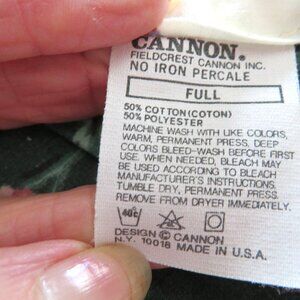 CANNON®
FIELDCREST CANNON INC.
NO IRON PERCALE
FULL
50% COTTON(COTON)
50% POLYESTER
MACHINE WASH WITH LIKE COLORS,
WARM, PERMANENT PRESS, DEEP
COLORS BLEED-WASH BEFORE FIRST
USE. WHEN NEEDED, BLEACH MAY
BE USED ACCORDING TO BLEACH
MANUFACTURER'S INSTRUCTIONS.
TUMBLE DRY, PERMANENT PRESS.
REMOVE FROM DRYER IMMEDIATELY.
40c
DESIGN © CANNON
N.Y. 10018 MADE IN U.S.A.